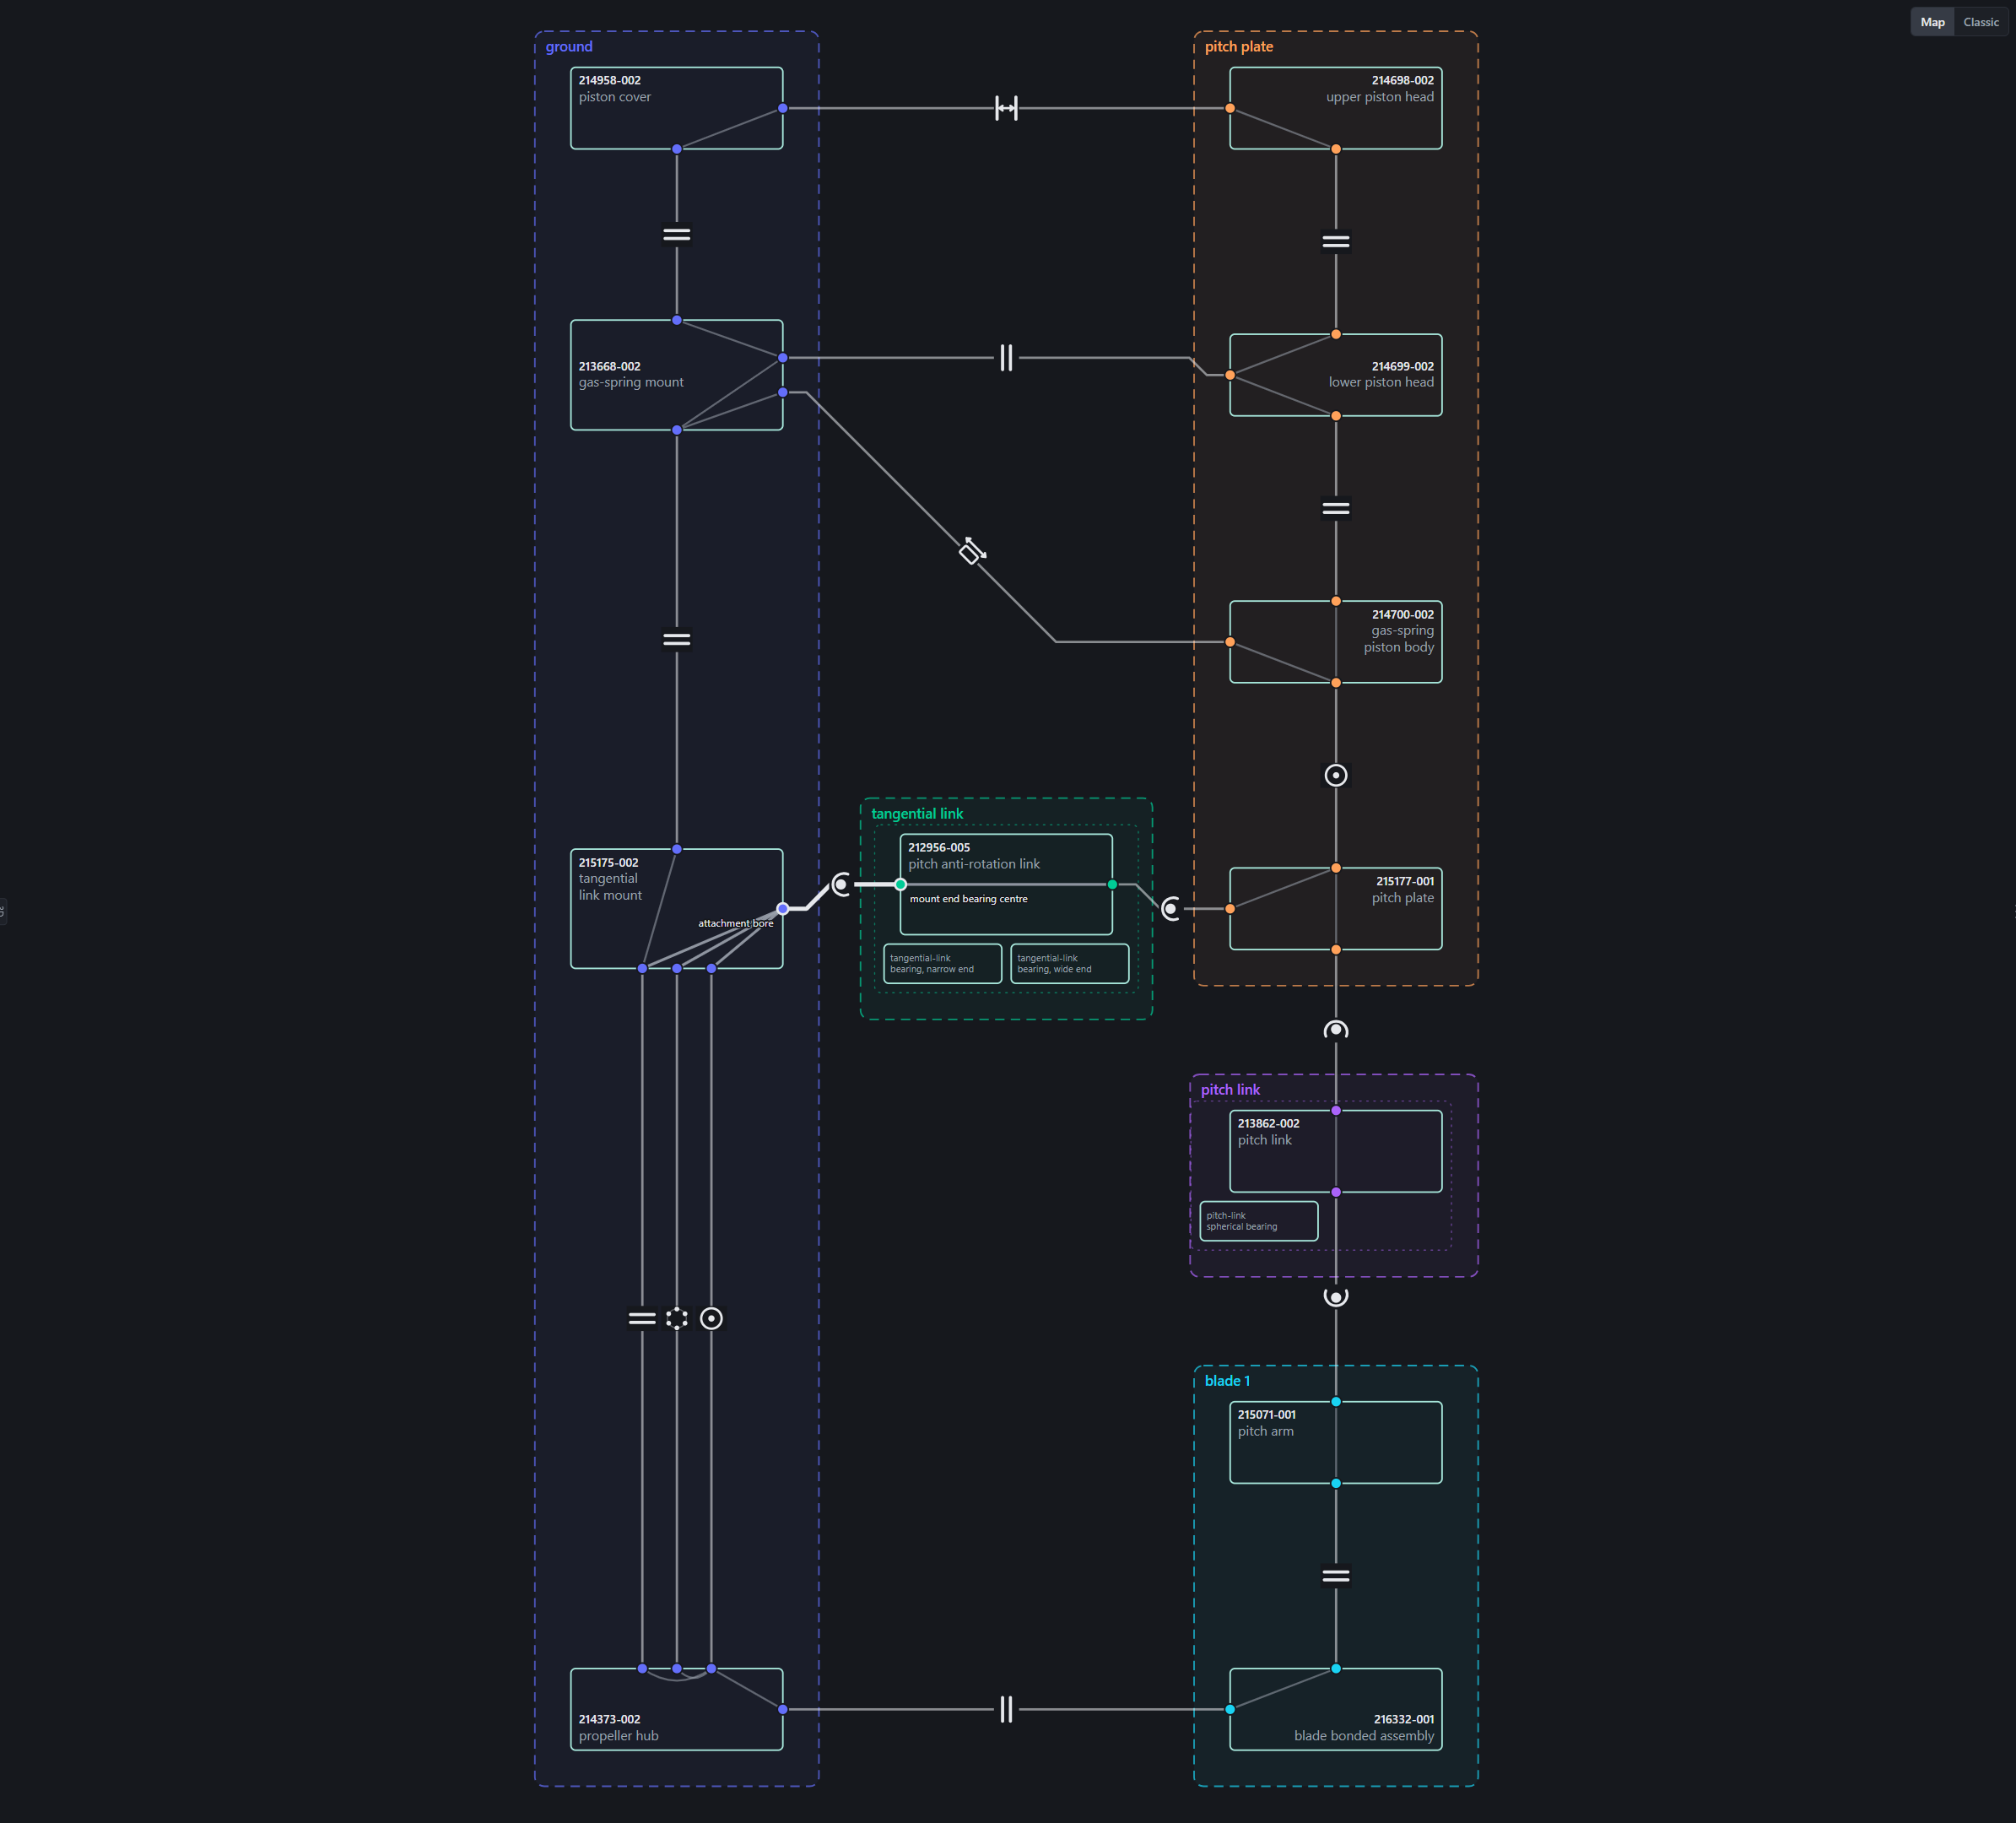 Map Classic
ground
214958-002
piston cover
pitch plate
214698-002
upper piston head
213668-002
gas-spring mount
214699-002
lower piston head
214700-002
gas-spring
piston body
215175-002
tangential
link mount
attachment bore
tangential link
212956-005
pitch anti-rotation link
mount end bearing centre
tangential-link
bearing, narrow end
tangential-link
bearing, wide end
215177-001
pitch plate
pitch link
213862-002
pitch link
pitch-link
spherical bearing
blade 1
215071-001
pitch arm
214373-002
propeller hub
216332-001
blade bonded assembly